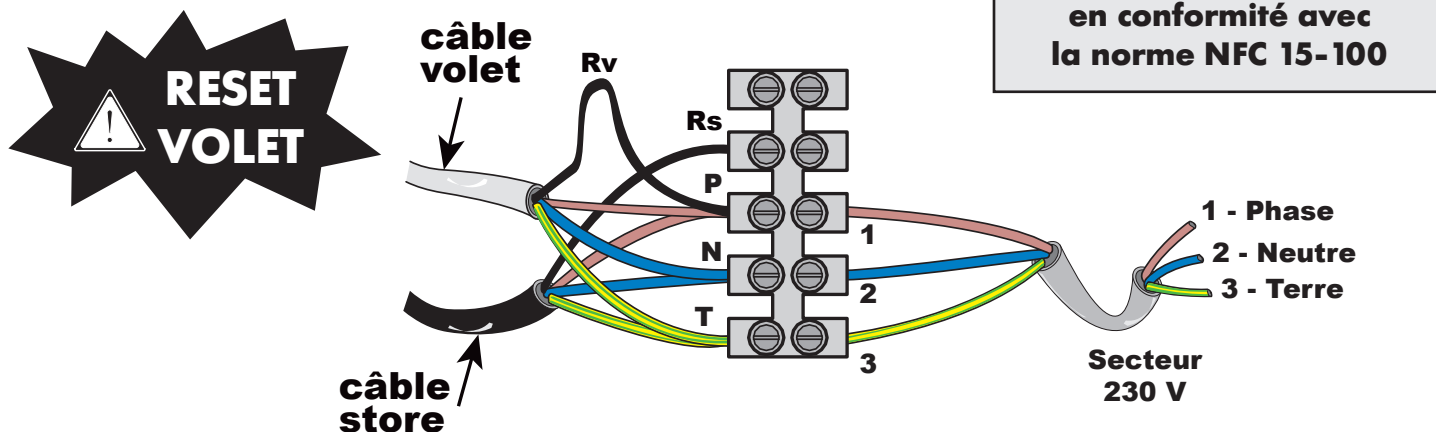 en conformité avec
la norme NFC 15-100
RESET
VOLET
!
câble
volet
Rv
Rs
P
N
T
1
2
3
1 - Phase
2 - Neutre
3 - Terre
Secteur
230 V
câble
store